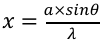 x = a×sinθ / λ